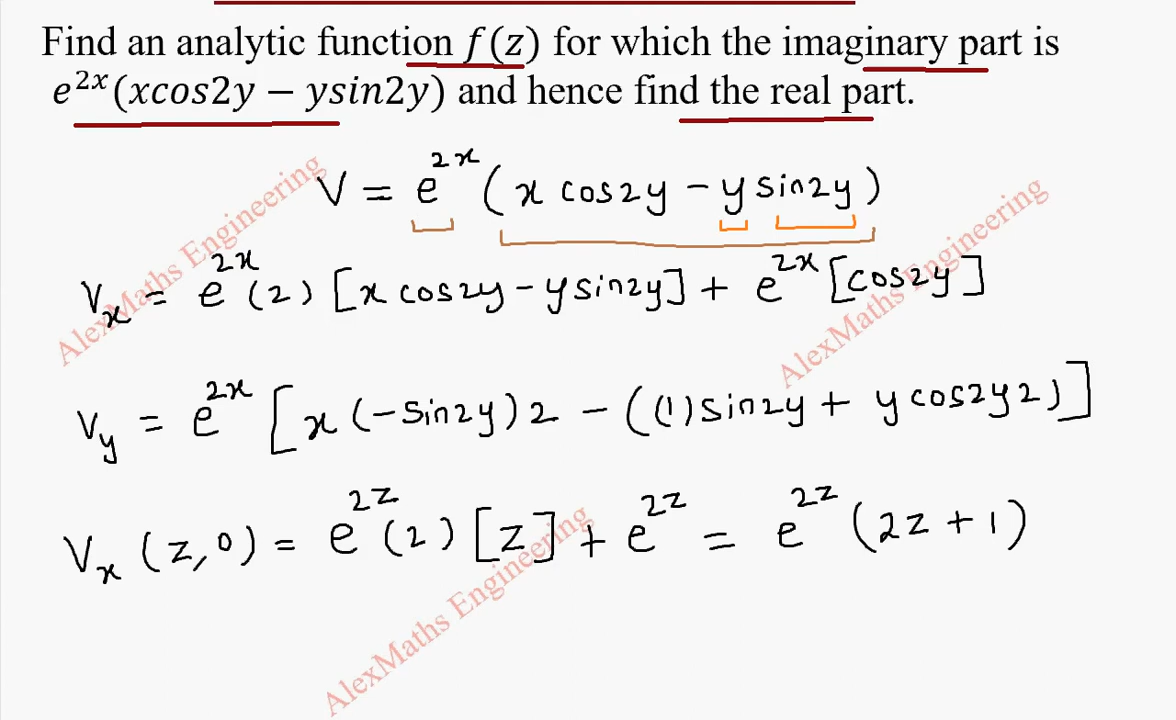 Find an analytic function f(z) for which the imaginary part is
e^{2x}(xcos2y − ysin2y) and hence find the real part.
V = e^{2x} (x cos2y − y sin2y)
V_x = e^{2x} (2) [x cos2y − y sin2y] + e^{2x} [cos2y]
V_y = e^{2x} [x (−sin2y) 2 − ((1) sin2y + y cos2y 2)]
V_x (z, 0) = e^{2z} (2) [z] + e^{2z} = e^{2z} (2z + 1)
AlexMaths Engineering
AlexMaths Engineering
AlexMaths Engineering